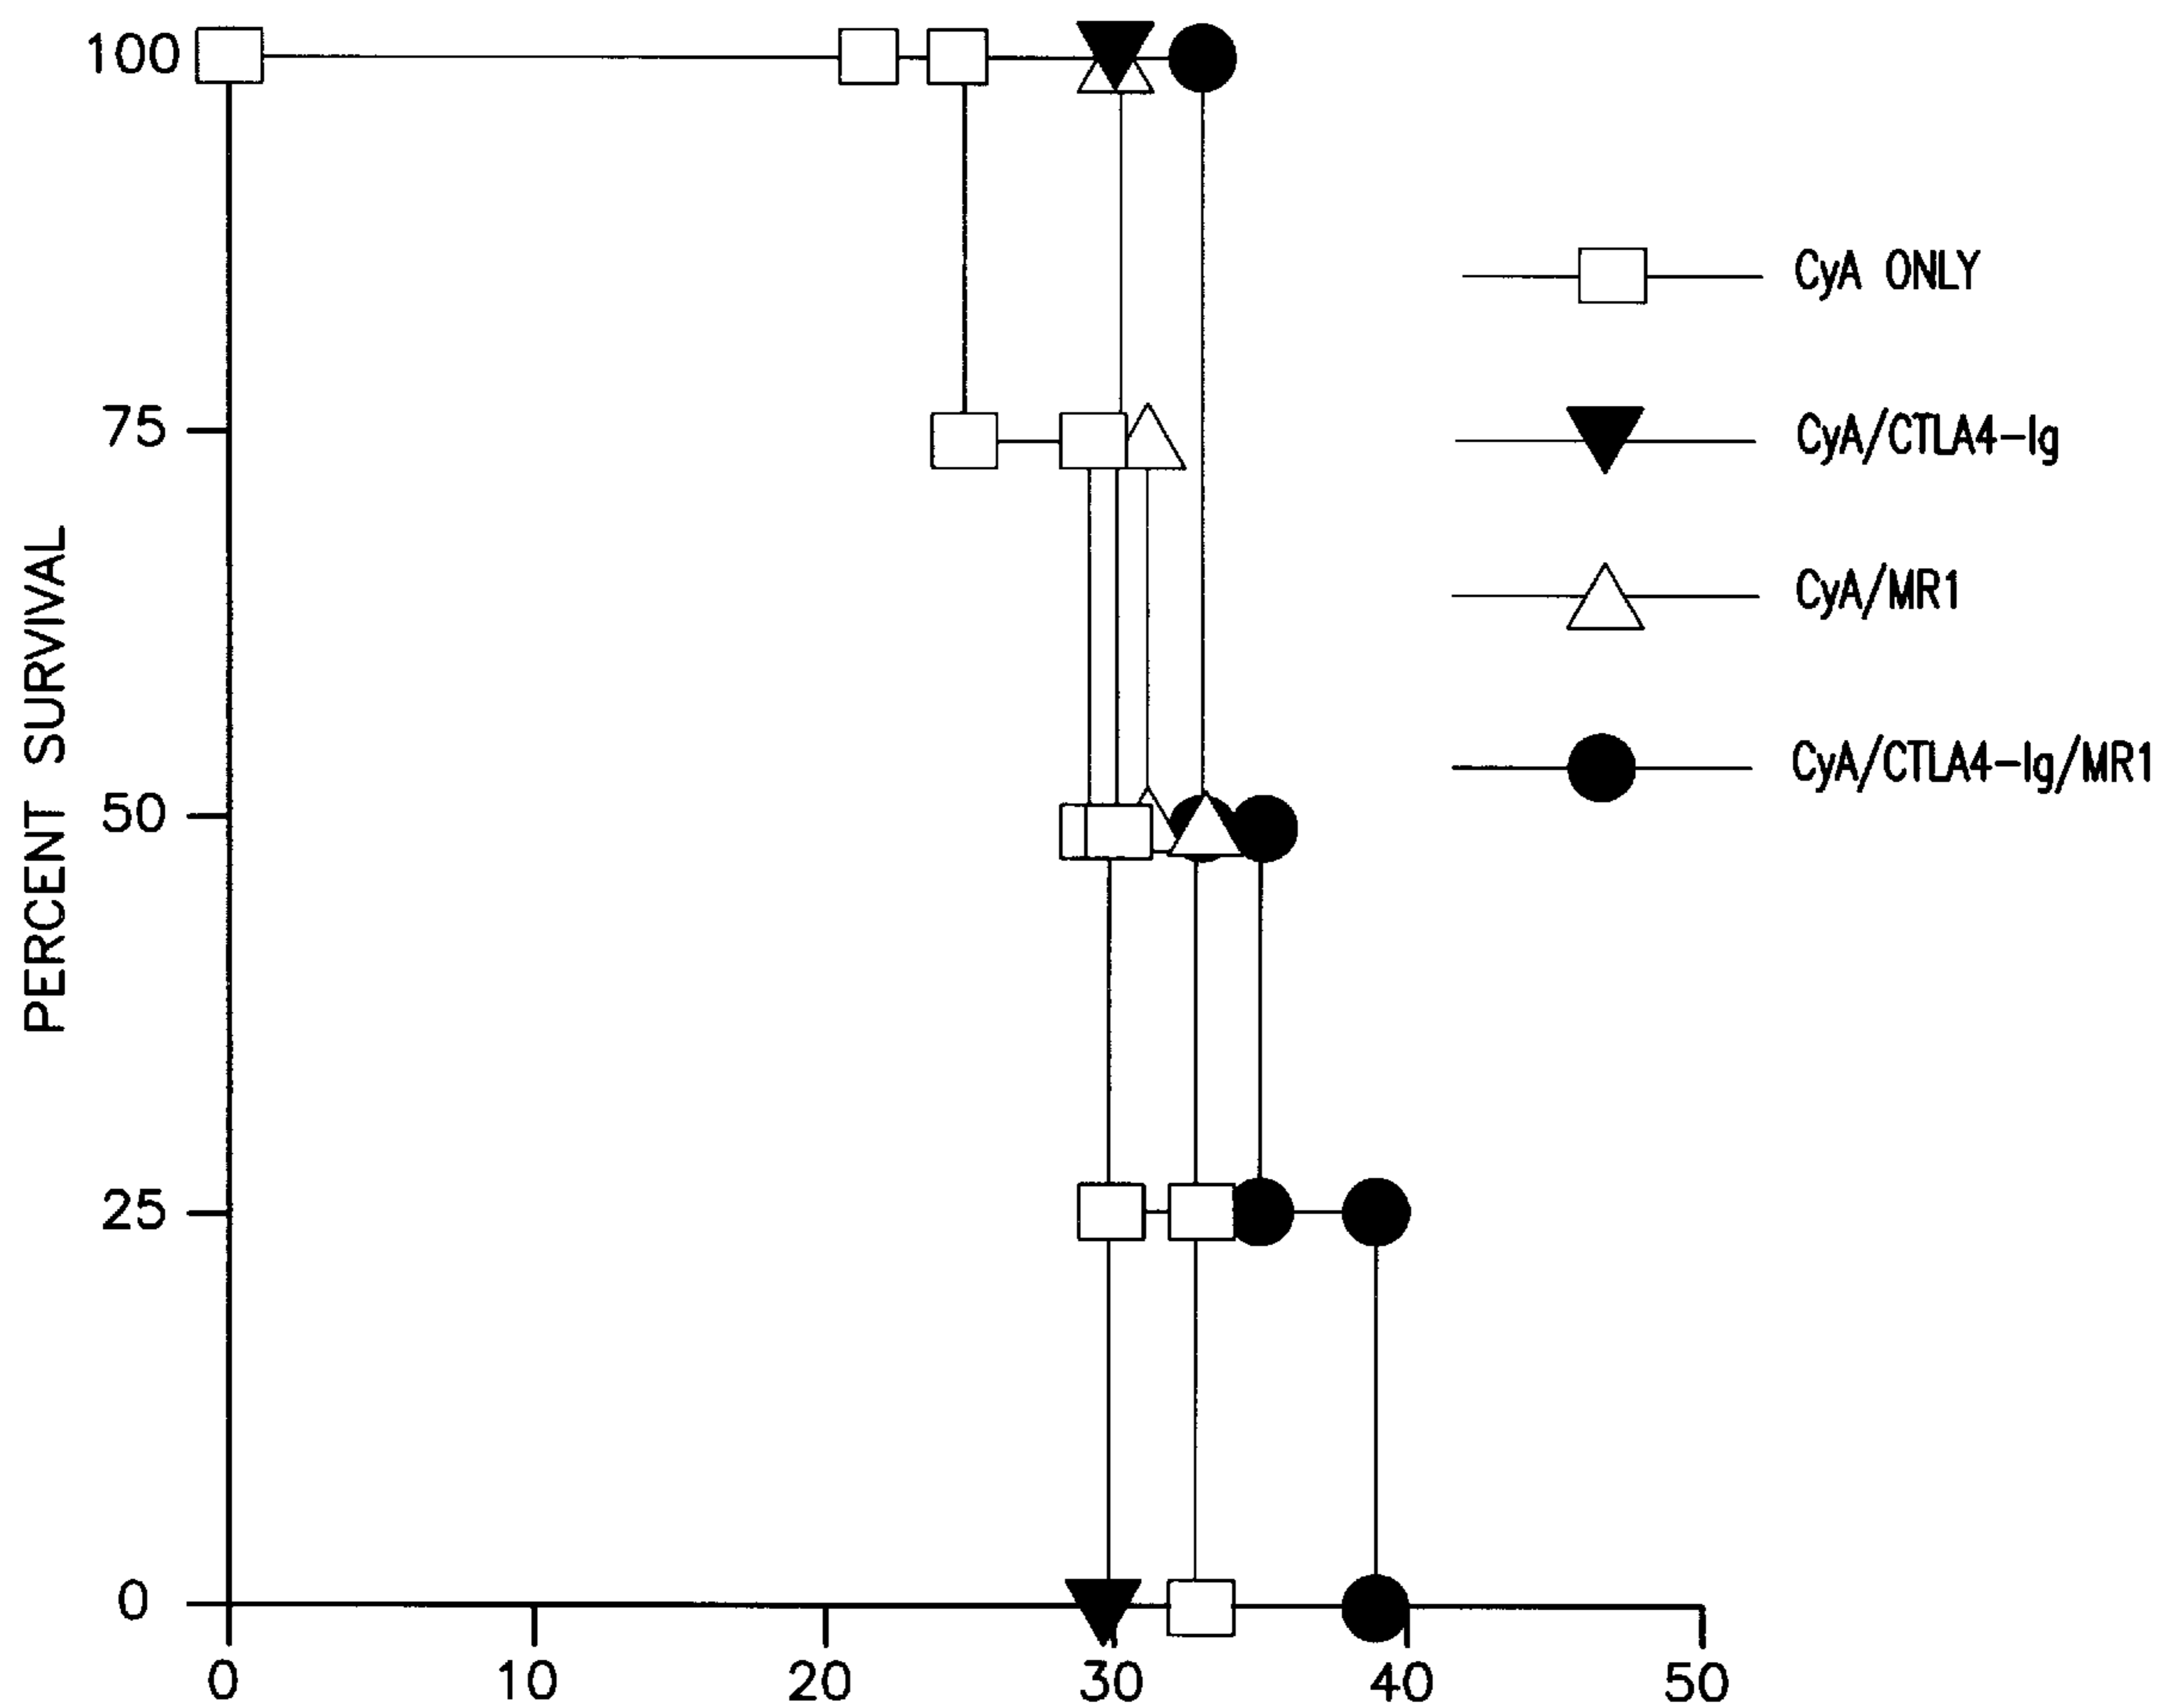 100
75
50
25
0
PERCENT SURVIVAL
0 10 20 30 40 50
CyA ONLY
CyA/CTLA4-Ig
CyA/MR1
CyA/CTLA4-Ig/MR1